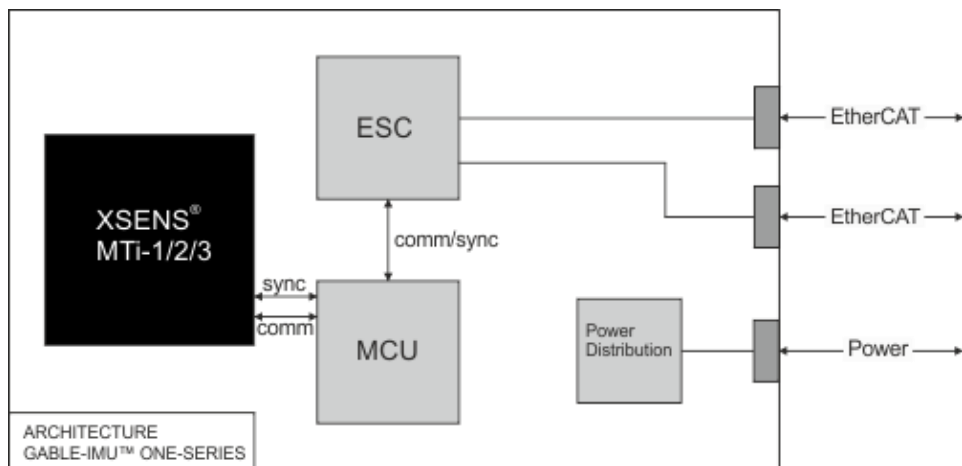 ESC
EtherCAT
XSENS®
MTi-1/2/3
EtherCAT
comm/sync
sync
comm
MCU
Power
Distribution
Power
ARCHITECTURE
GABLE-IMU™ ONE-SERIES